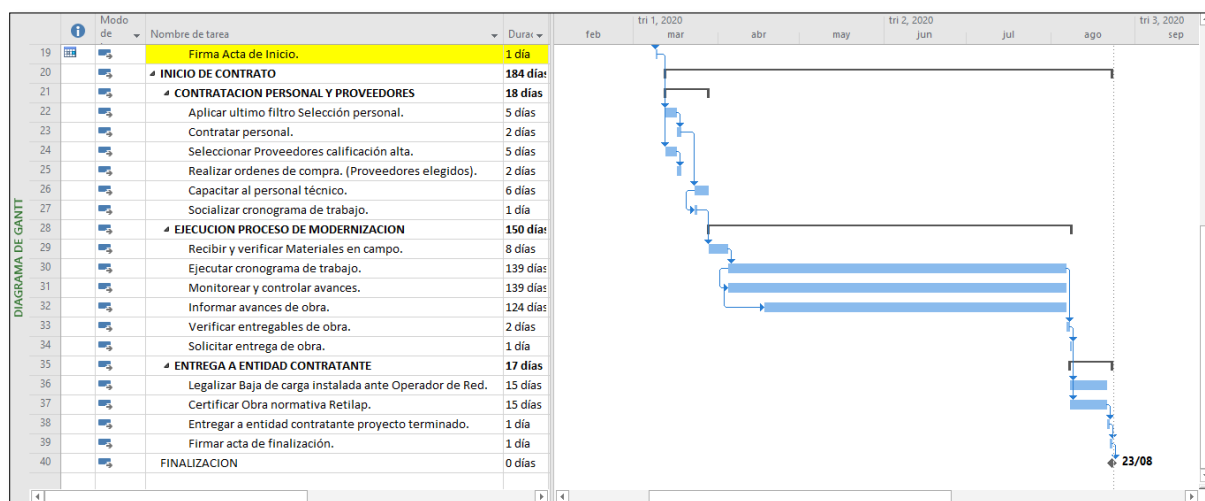 Modo de Nombre de tarea Durac
tri 1, 2020 tri 2, 2020 tri 3, 2020
feb mar abr may jun jul ago sep
DIAGRAMA DE GANTT
19 Firma Acta de Inicio. 1 día
20 INICIO DE CONTRATO 184 días
21 CONTRATACION PERSONAL Y PROVEEDORES 18 días
22 Aplicar ultimo filtro Selección personal. 5 días
23 Contratar personal. 2 días
24 Seleccionar Proveedores calificación alta. 5 días
25 Realizar ordenes de compra. (Proveedores elegidos). 2 días
26 Capacitar al personal técnico. 6 días
27 Socializar cronograma de trabajo. 1 día
28 EJECUCION PROCESO DE MODERNIZACION 150 días
29 Recibir y verificar Materiales en campo. 8 días
30 Ejecutar cronograma de trabajo. 139 días
31 Monitorear y controlar avances. 139 días
32 Informar avances de obra. 124 días
33 Verificar entregables de obra. 2 días
34 Solicitar entrega de obra. 1 día
35 ENTREGA A ENTIDAD CONTRATANTE 17 días
36 Legalizar Baja de carga instalada ante Operador de Red. 15 días
37 Certificar Obra normativa Retilap. 15 días
38 Entregar a entidad contratante proyecto terminado. 1 día
39 Firmar acta de finalización. 1 día
40 FINALIZACION 0 días 23/08